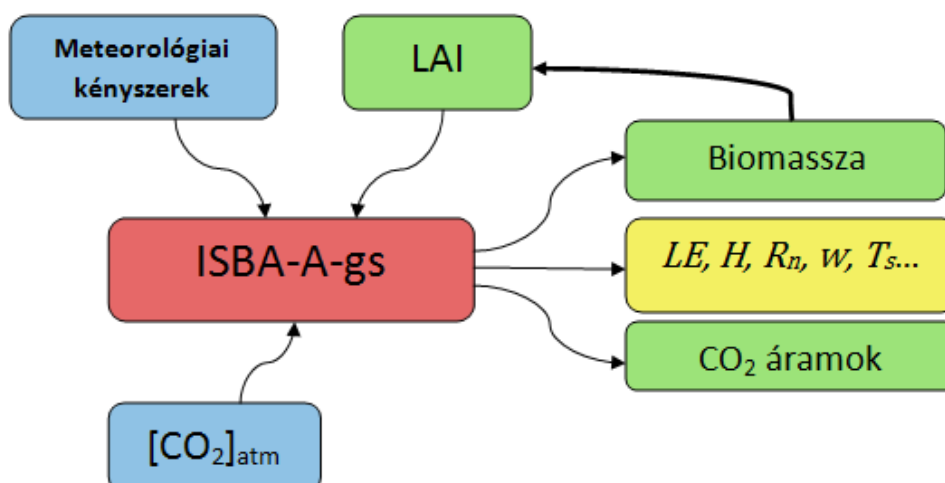 Meteorológiai
kényszerek
LAI
Biomassza
ISBA-A-gs
LE, H, Rₙ, w, Tₛ...
CO₂ áramok
[CO₂]ₐₜₘ